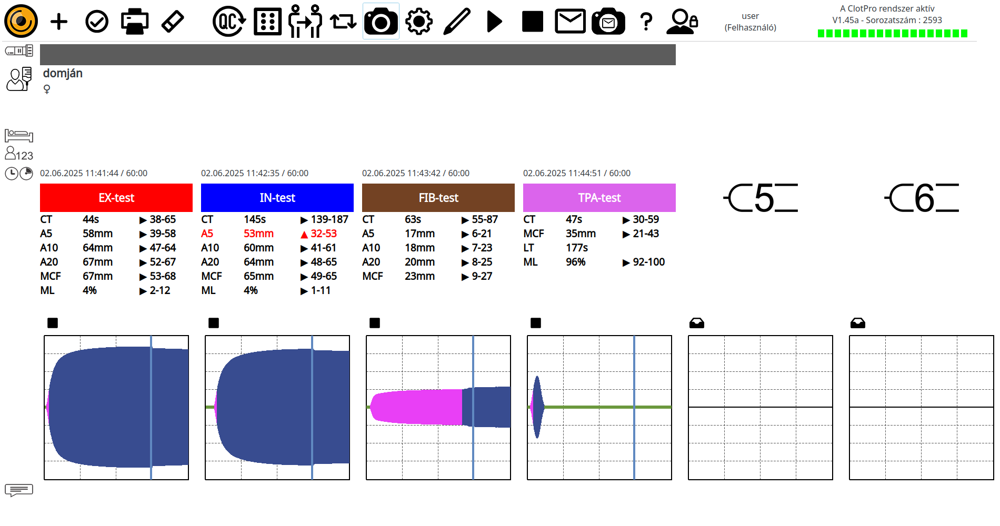 QC
?
user
(Felhasználó)
A ClotPro rendszer aktív
V1.45a - Sorozatszám : 2593
domján
♀
123
02.06.2025 11:41:44 / 60:00
02.06.2025 11:42:35 / 60:00
02.06.2025 11:43:42 / 60:00
02.06.2025 11:44:51 / 60:00
EX-test
CT 44s ▶ 38-65
A5 58mm ▶ 39-58
A10 64mm ▶ 47-64
A20 67mm ▶ 52-67
MCF 67mm ▶ 53-68
ML 4% ▶ 2-12
IN-test
CT 145s ▶ 139-187
A5 53mm ▲ 32-53
A10 60mm ▶ 41-61
A20 64mm ▶ 48-65
MCF 65mm ▶ 49-65
ML 4% ▶ 1-11
FIB-test
CT 63s ▶ 55-87
A5 17mm ▶ 6-21
A10 18mm ▶ 7-23
A20 20mm ▶ 8-25
MCF 23mm ▶ 9-27
TPA-test
CT 47s ▶ 30-59
MCF 35mm ▶ 21-43
LT 177s
ML 96% ▶ 92-100
5
6